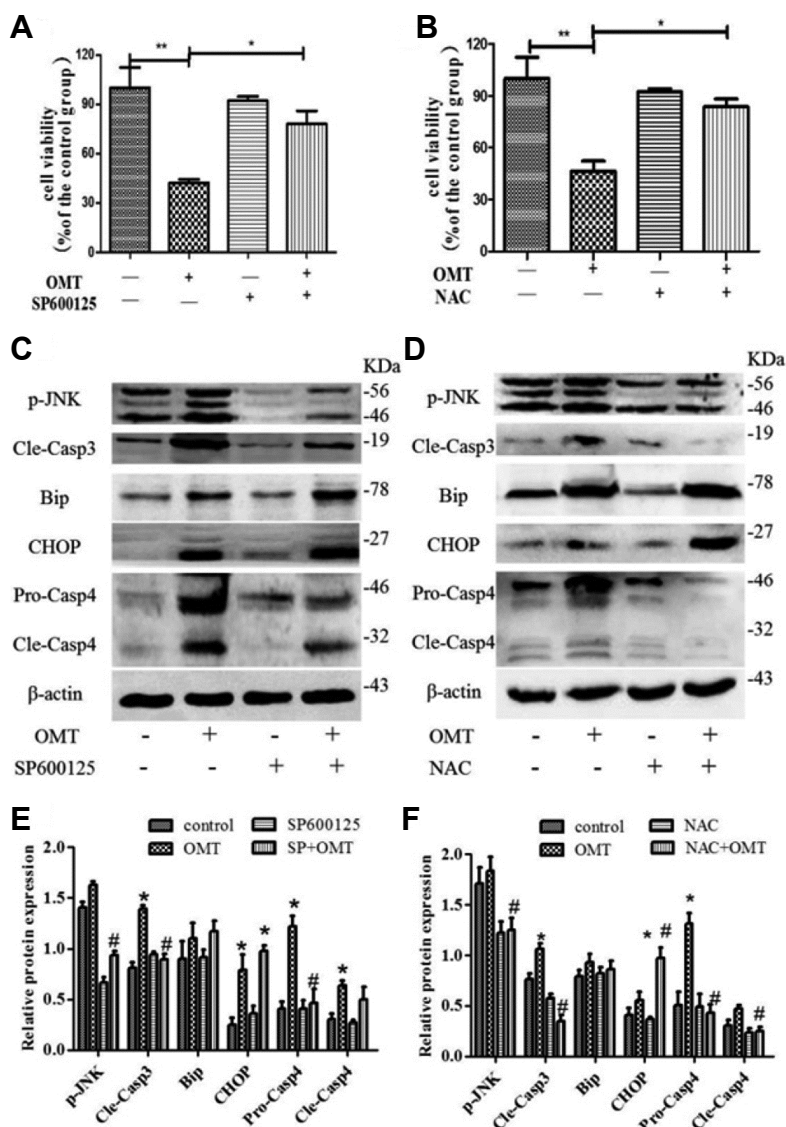 A
cell viability
(%of the control group)
120
90
60
30
0
**
*
OMT — + — +
SP600125 — — + +
B
cell viability
(%of the control group)
120
90
60
30
0
**
*
OMT — + — +
NAC — — + +
C
KDa
p-JNK -56
-46
Cle-Casp3 -19
Bip -78
CHOP -27
Pro-Casp4 -46
Cle-Casp4 -32
β-actin -43
OMT - + - +
SP600125 - - + +
D
KDa
p-JNK -56
-46
Cle-Casp3 -19
Bip -78
CHOP -27
Pro-Casp4 -46
Cle-Casp4 -32
β-actin -43
OMT - + - +
NAC - - + +
E
control SP600125
OMT SP+OMT
Relative protein expression
2.0
1.5
1.0
0.5
0.0
# * # * * * # *
p-JNK Cle-Casp3 Bip CHOP Pro-Casp4 Cle-Casp4
F
control NAC
OMT NAC+OMT
Relative protein expression
2.0
1.5
1.0
0.5
0.0
# * # * # * # #
p-JNK Cle-Casp3 Bip CHOP Pro-Casp4 Cle-Casp4